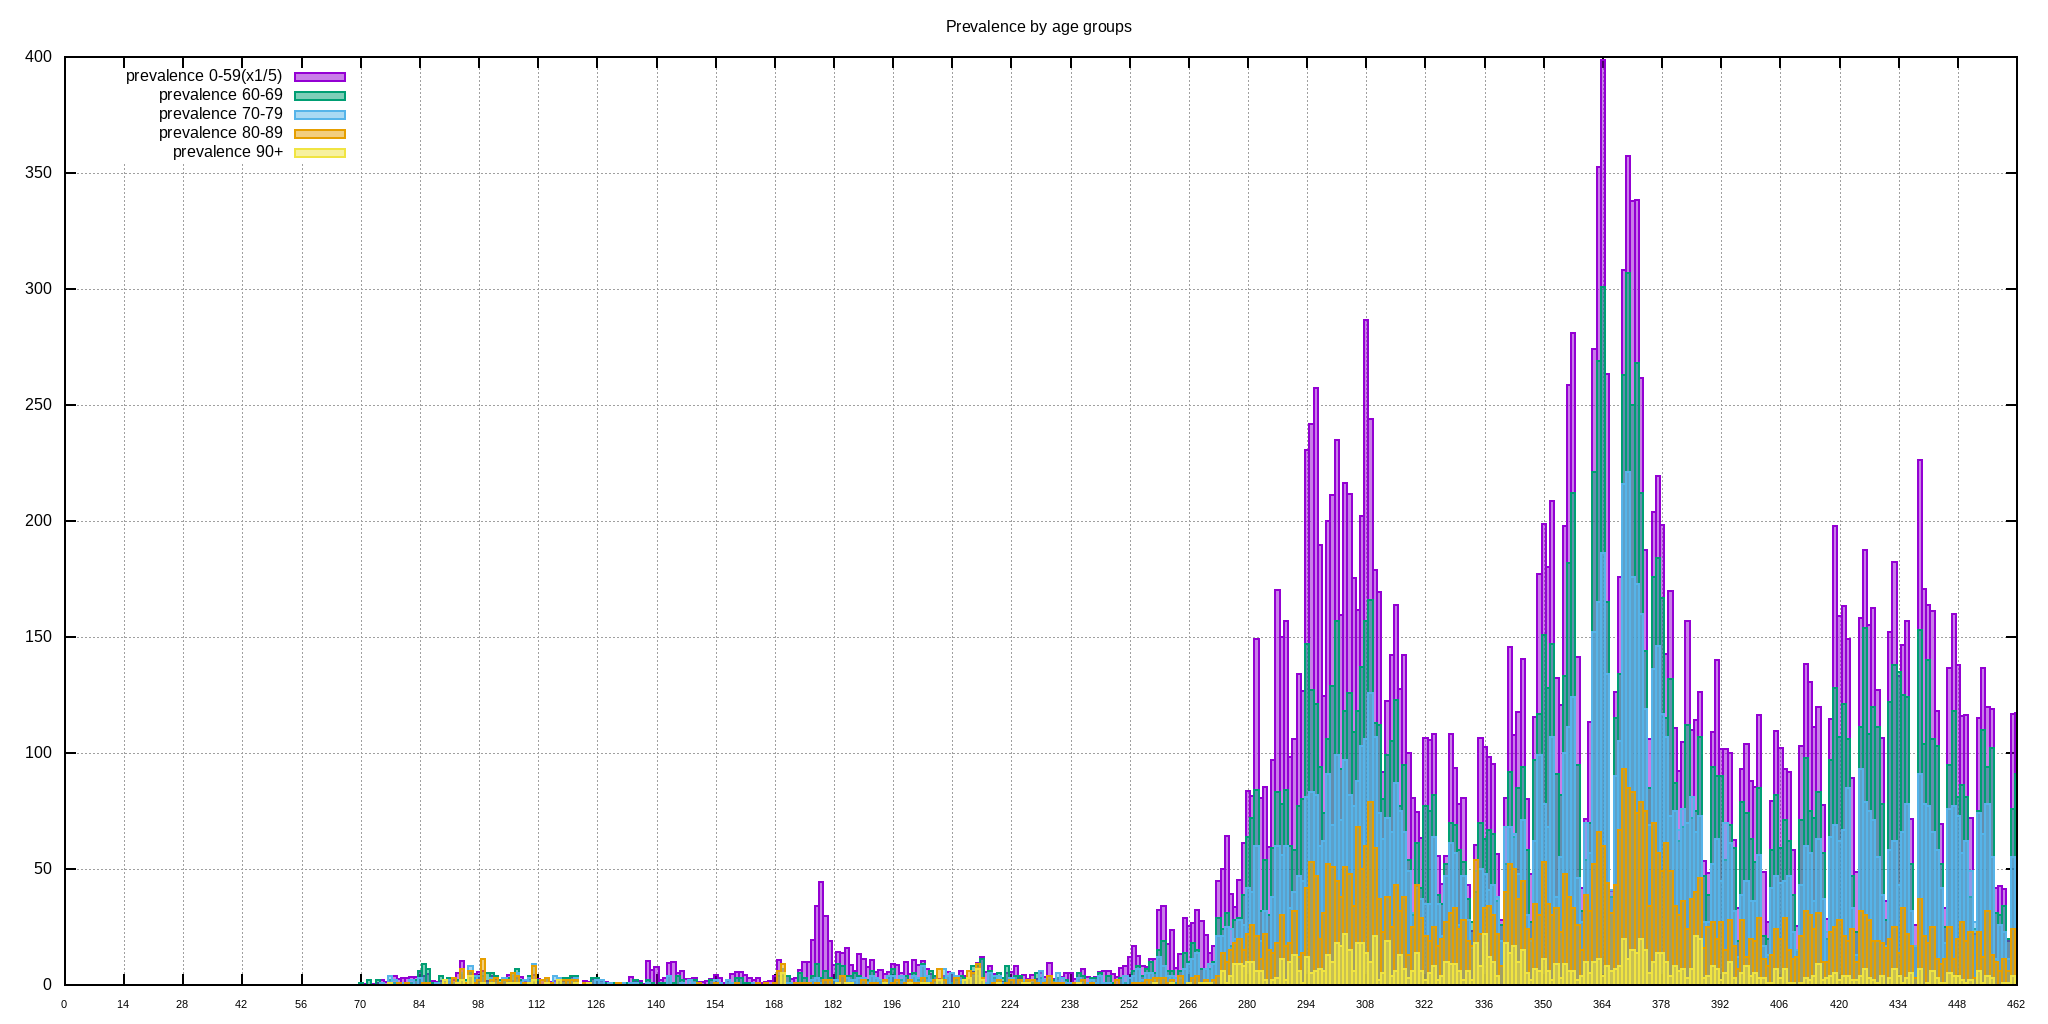 Prevalence by age groups
400
350
300
250
200
150
100
50
0
prevalence 0-59(x1/5)
prevalence 60-69
prevalence 70-79
prevalence 80-89
prevalence 90+
0 14 28 42 56 70 84 98 112 126 140 154 168 182 196 210 224 238 252 266 280 294 308 322 336 350 364 378 392 406 420 434 448 462